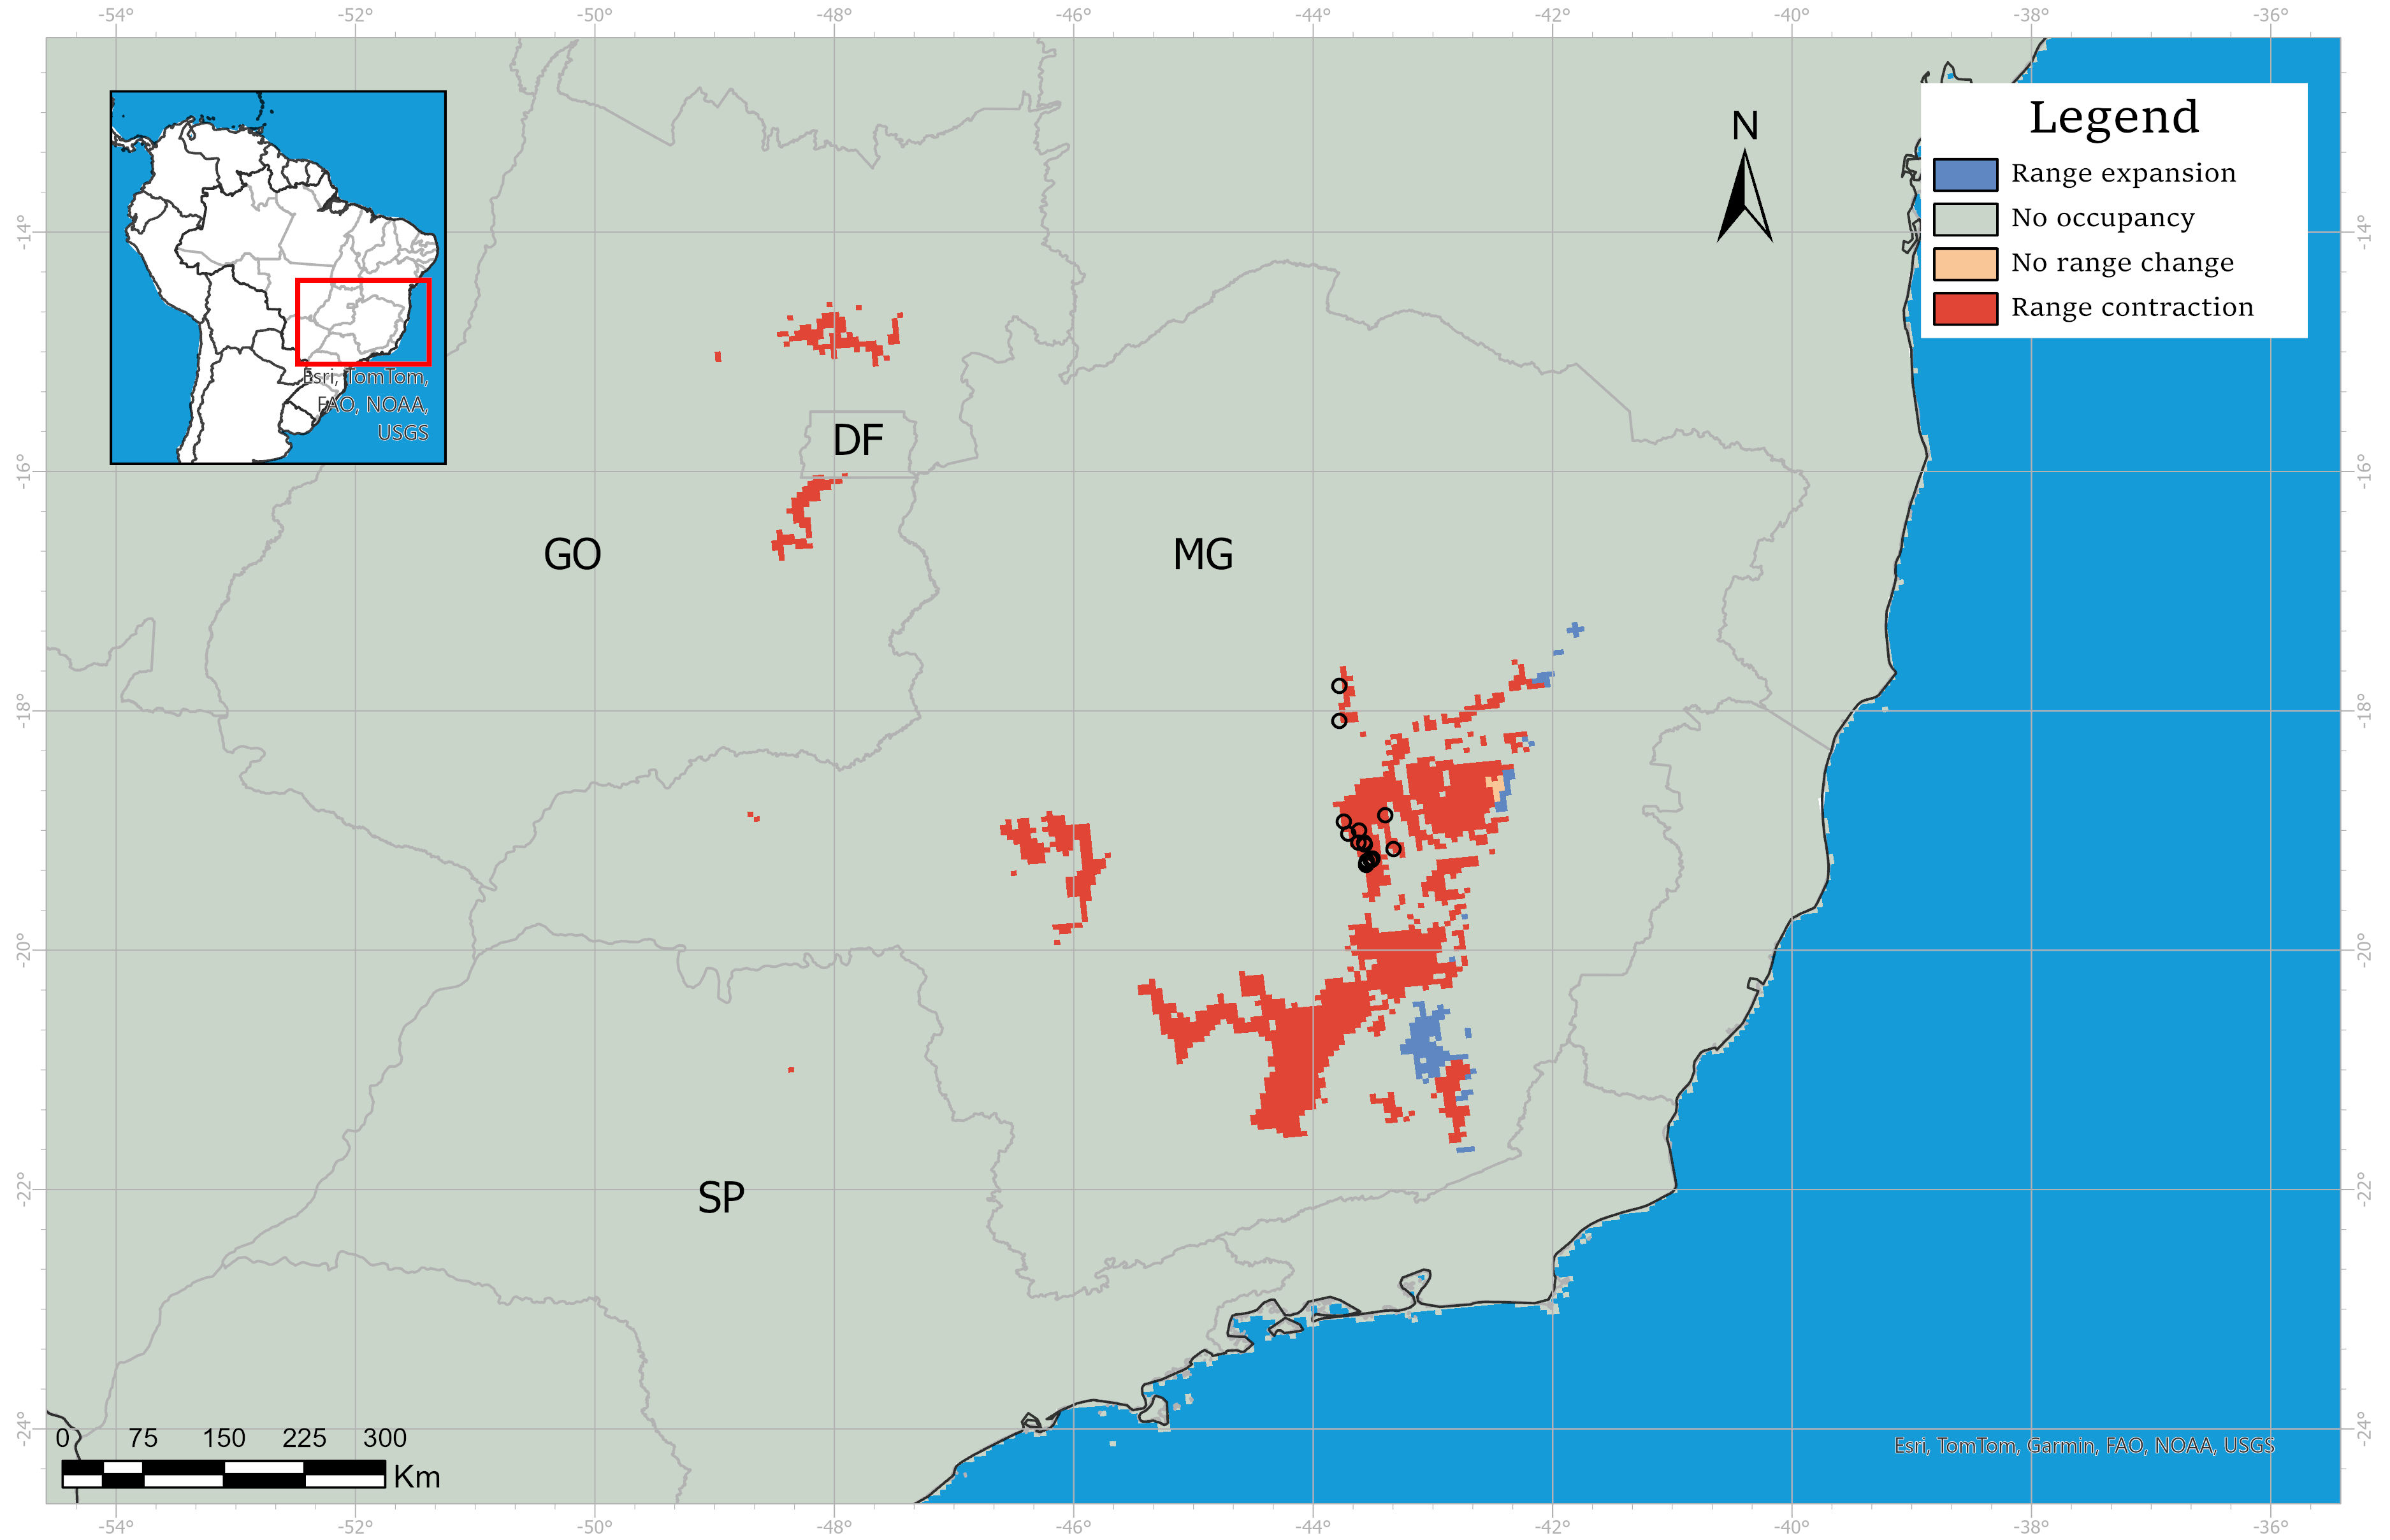 -54° -52° -50° -48° -46° -44° -42° -40° -38° -36°
Legend
N
Range expansion
No occupancy
-14° -14°
No range change
Range contraction
Esri, TomTom,
FAO, NOAA,
USGS
DF
-16° -16°
GO MG
-18° -18°
-20° -20°
SP
-22° -22°
-24° -24°
0 75 150 225 300
Km
Esri, TomTom, Garmin, FAO, NOAA, USGS
-54° -52° -50° -48° -46° -44° -42° -40° -38° -36°